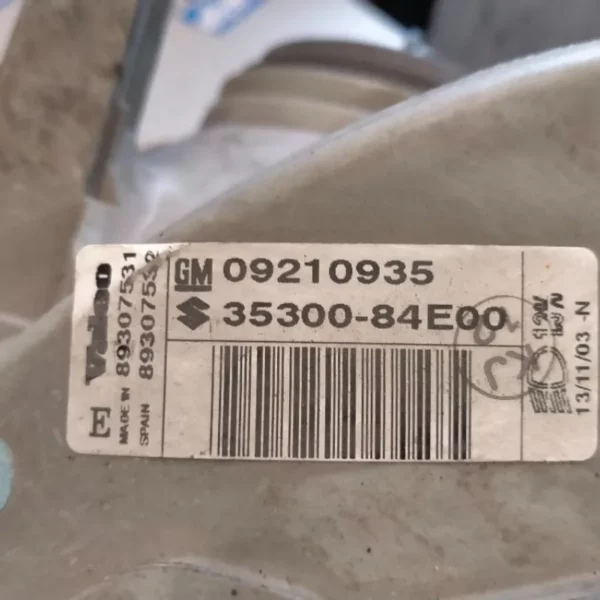 GM 09210935
35300-84E00
Valeo
MADE IN
SPAIN
89307531
89307532
13/11/03 -N